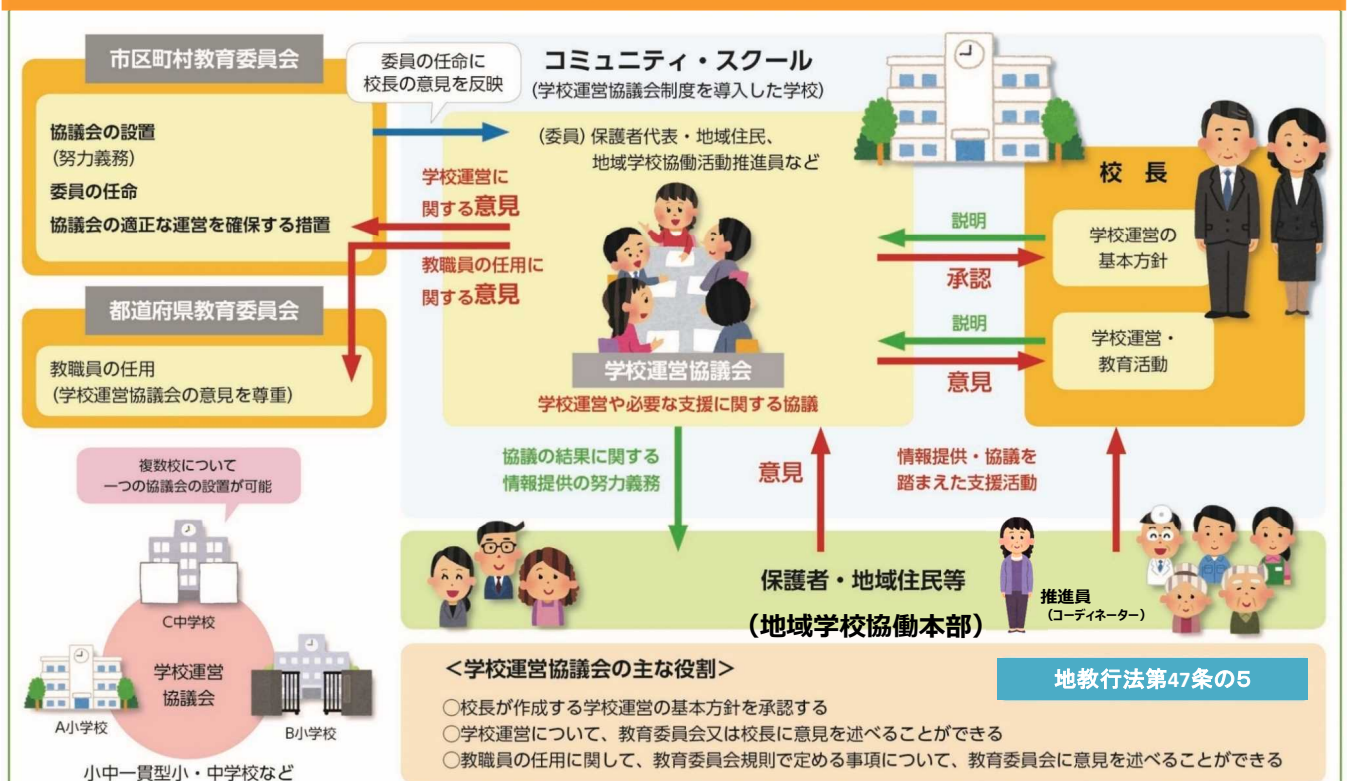 市区町村教育委員会
協議会の設置
(努力義務)
委員の任命
協議会の適正な運営を確保する措置
委員の任命に
校長の意見を反映
コミュニティ・スクール
(学校運営協議会制度を導入した学校)
(委員) 保護者代表・地域住民、
地域学校協働活動推進員など
学校運営に
関する意見
教職員の任用に
関する意見
都道府県教育委員会
教職員の任用
(学校運営協議会の意見を尊重)
学校運営協議会
学校運営や必要な支援に関する協議
校 長
説明
承認
学校運営の
基本方針
説明
意見
学校運営・
教育活動
協議の結果に関する
情報提供の努力義務
意見
情報提供・協議を
踏まえた支援活動
保護者・地域住民等
(地域学校協働本部)
推進員
(コーディネーター)
複数校について
一つの協議会の設置が可能
C中学校
学校運営
協議会
A小学校
B小学校
小中一貫型小・中学校など
<学校運営協議会の主な役割>
地教行法第47条の5
○校長が作成する学校運営の基本方針を承認する
○学校運営について、教育委員会又は校長に意見を述べることができる
○教職員の任用に関して、教育委員会規則で定める事項について、教育委員会に意見を述べることができる